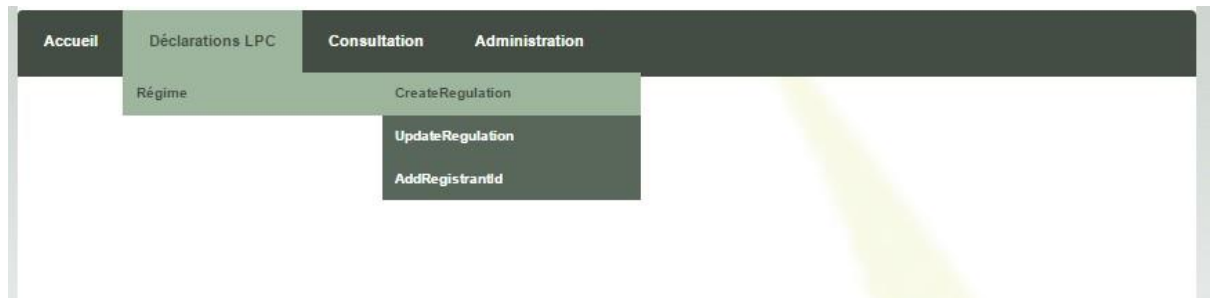 Accueil Déclarations LPC Consultation Administration
Régime CreateRegulation
UpdateRegulation
AddRegistrantId